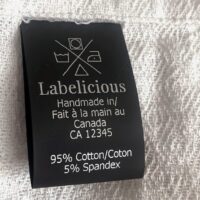 Labelicious
Handmade in/
Fait à la main au
Canada
CA 12345
95% Cotton/Coton
5% Spandex